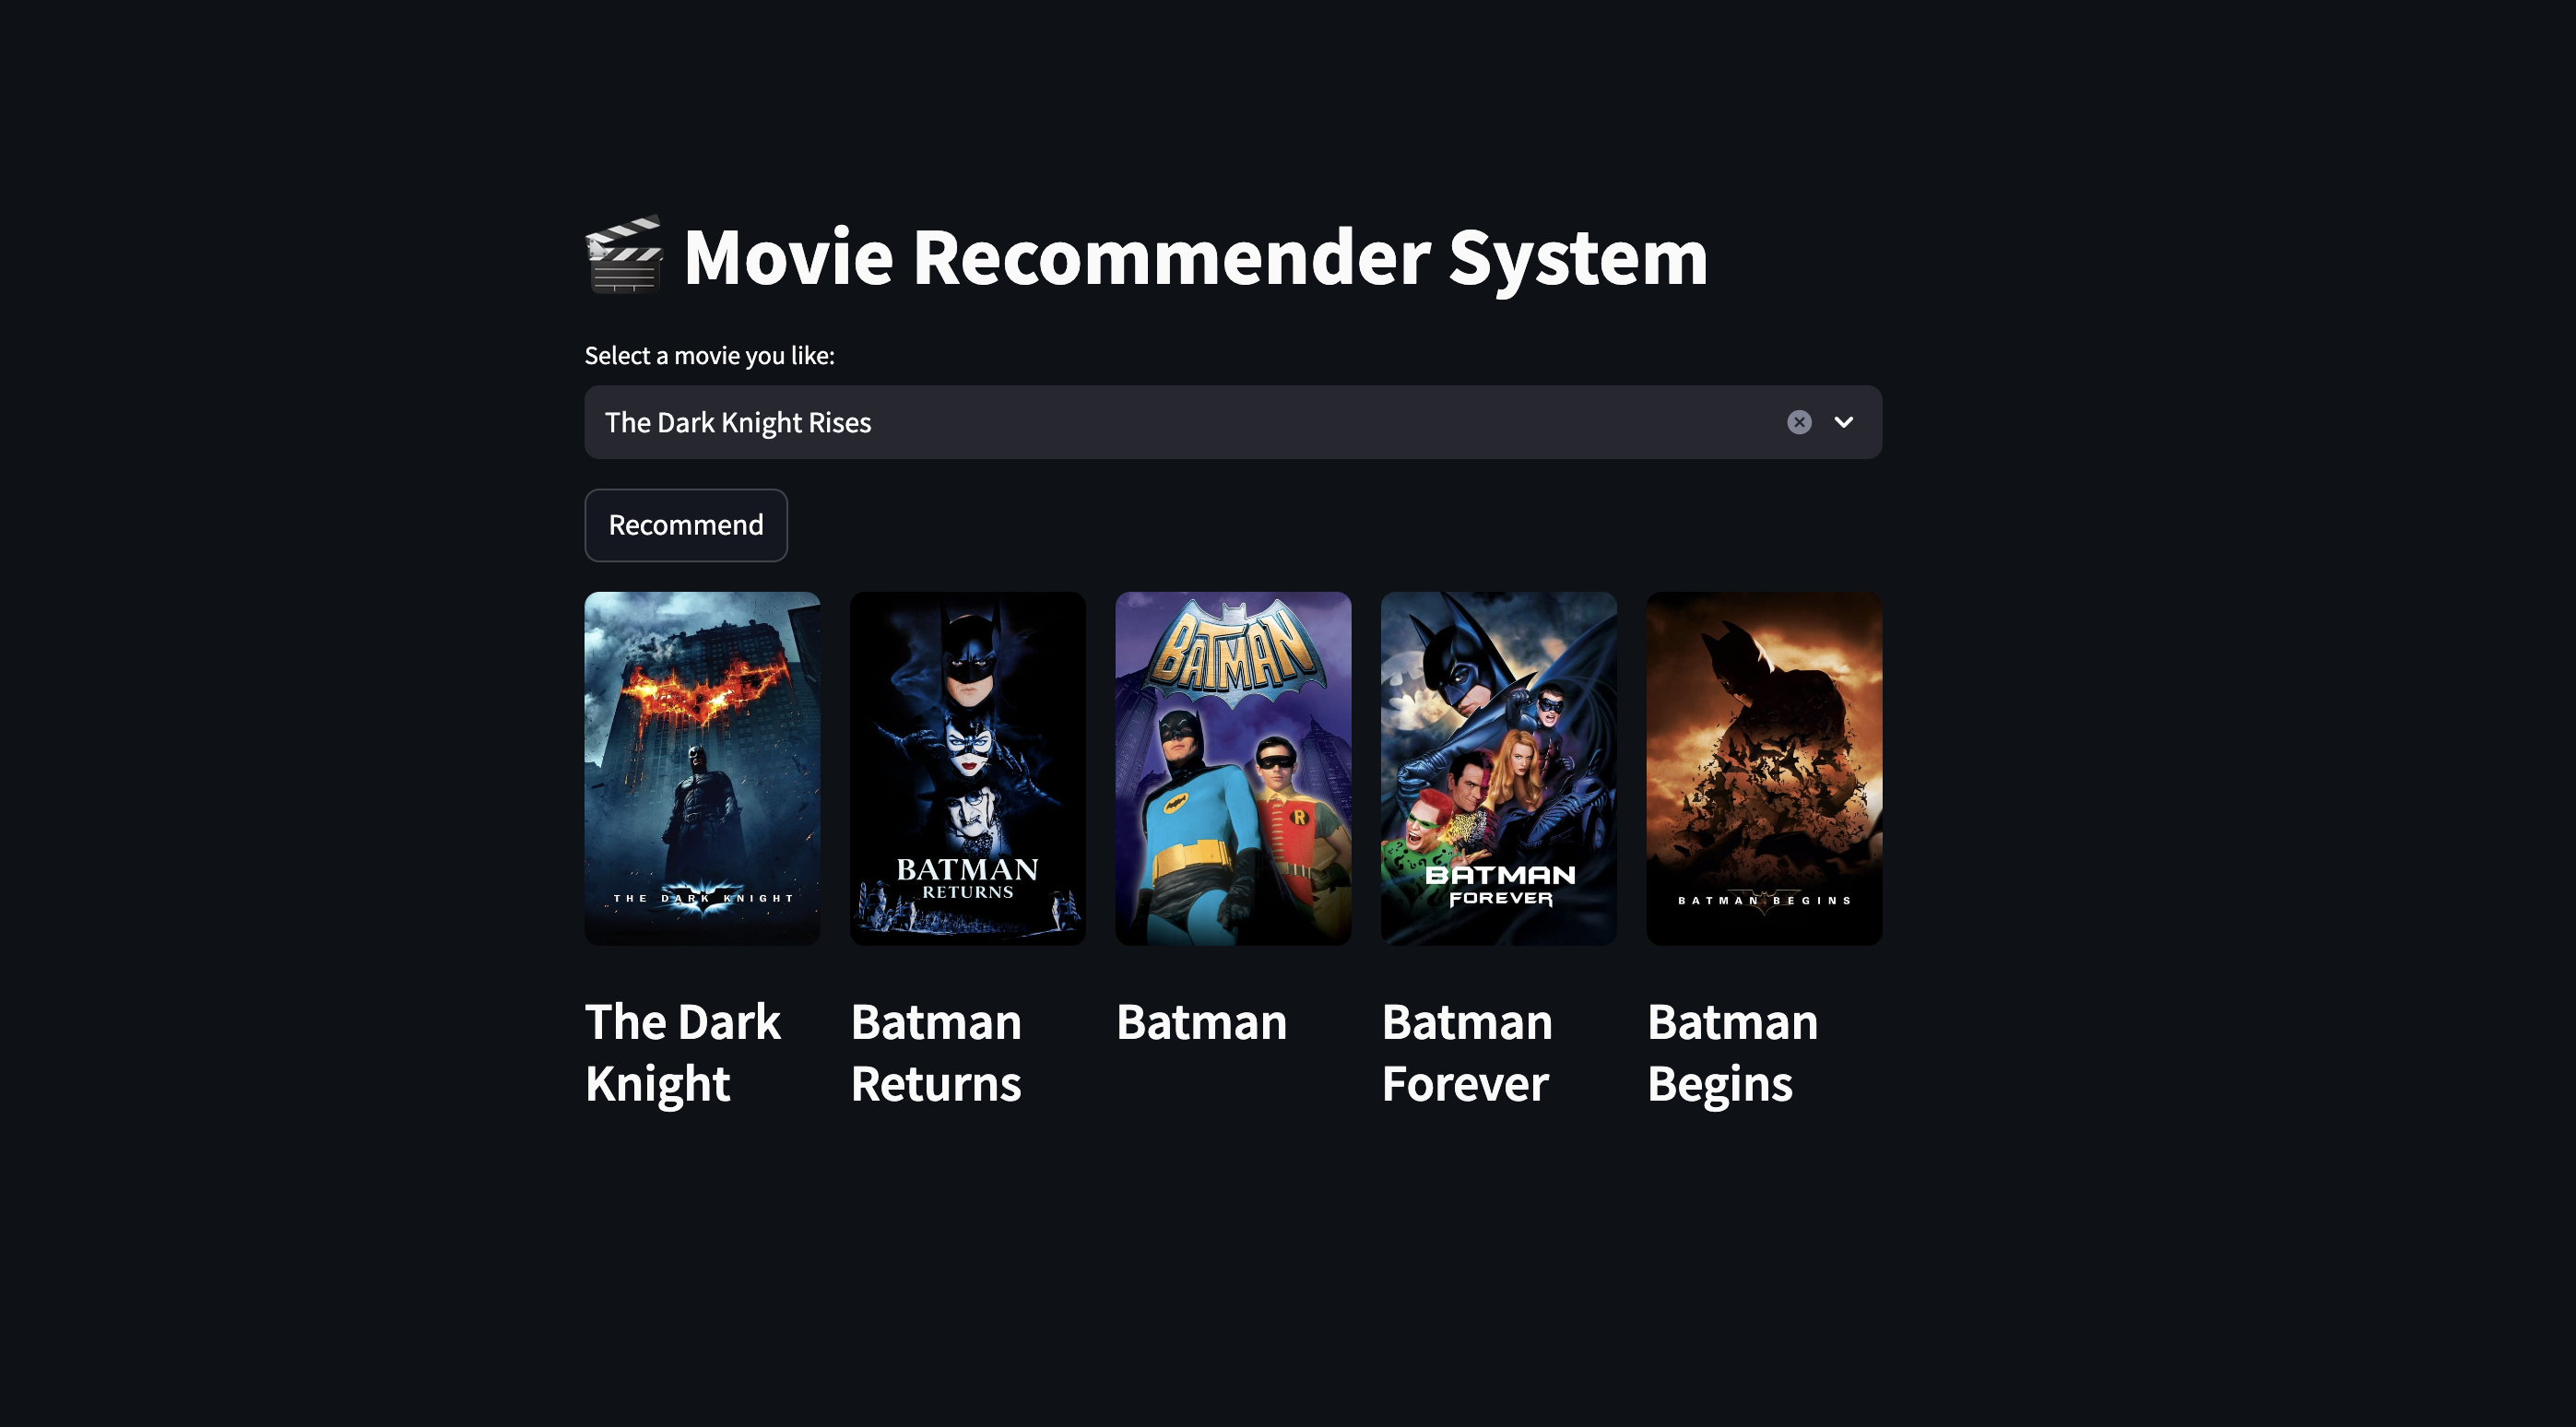 🎬 Movie Recommender System
Select a movie you like:
The Dark Knight Rises
Recommend
THE DARK KNIGHT
BATMAN
RETURNS
BATMAN
R
BATMAN
FOREVER
BATMAN BEGINS
The Dark
Knight
Batman
Returns
Batman
Batman
Forever
Batman
Begins